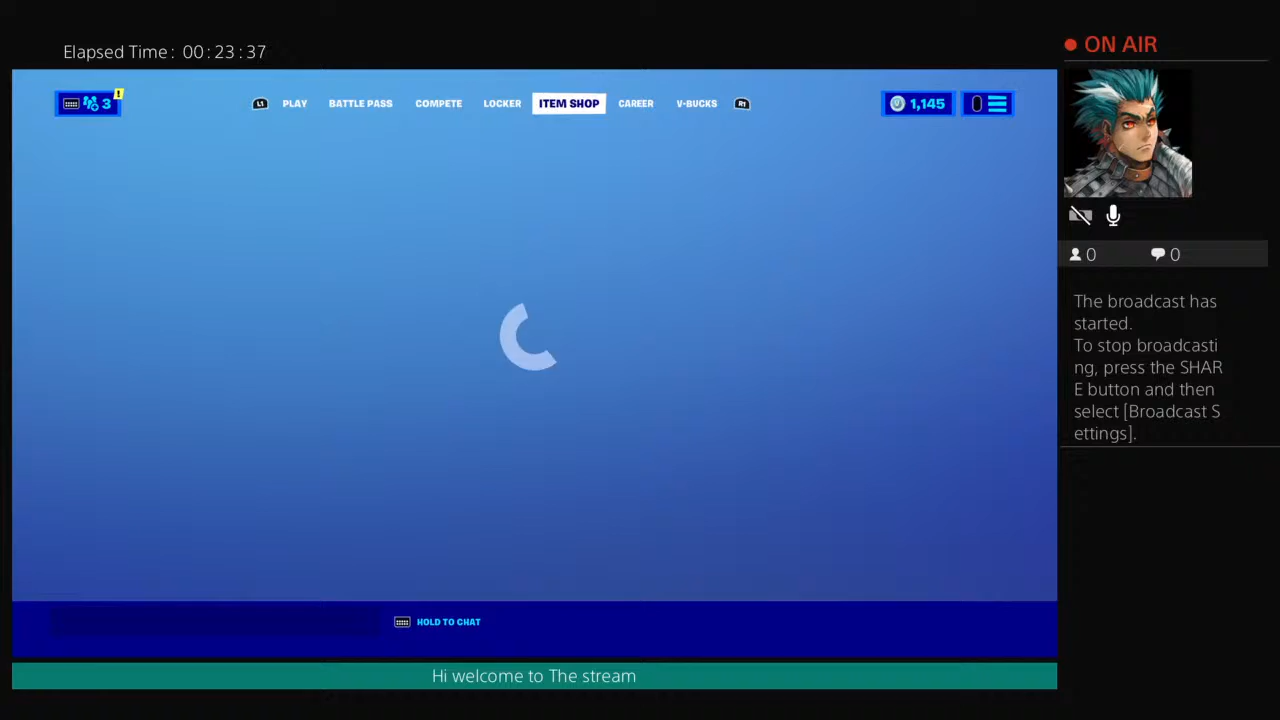 Elapsed Time: 00:23:37
ON AIR
3 !
L1 PLAY BATTLE PASS COMPETE LOCKER ITEM SHOP CAREER V-BUCKS R1
1,145
0 0
The broadcast has
started.
To stop broadcasti
ng, press the SHAR
E button and then
select [Broadcast S
ettings].
HOLD TO CHAT
Hi welcome to The stream